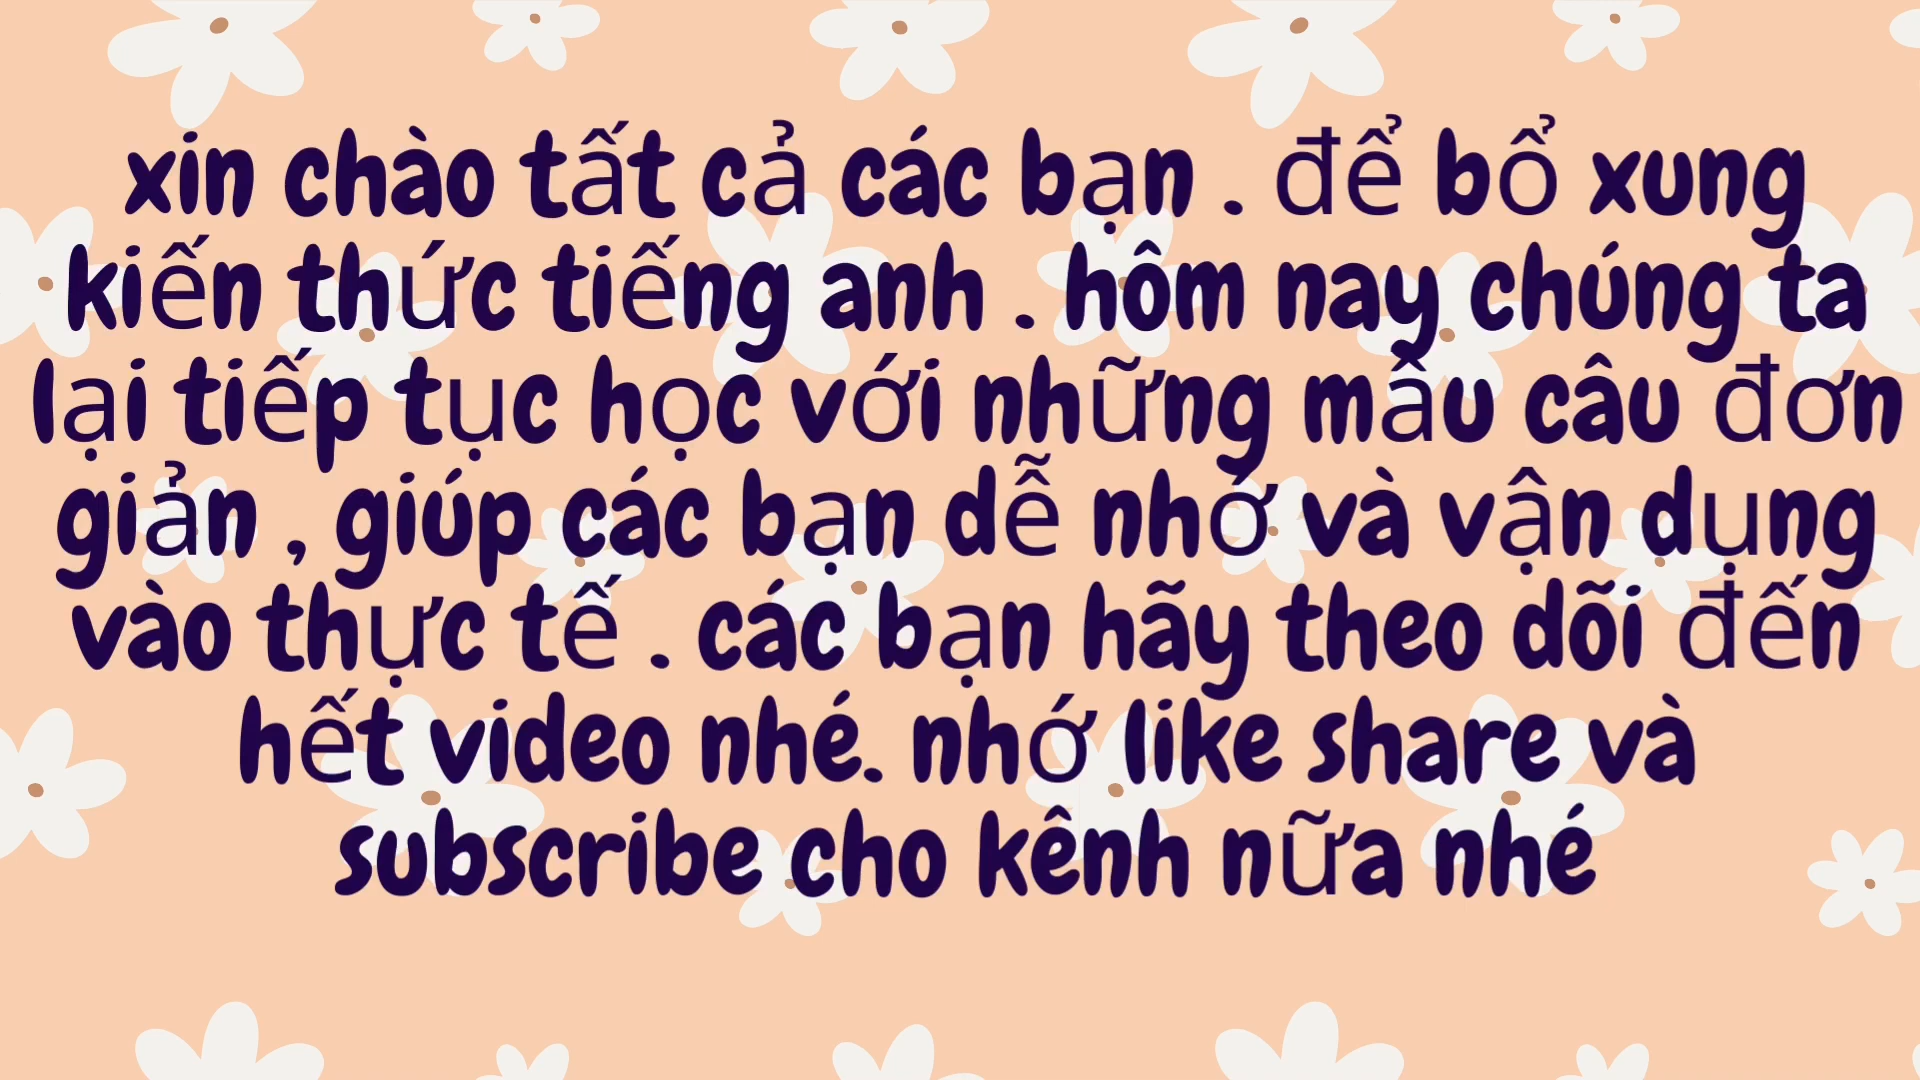 xin chào tất cả các bạn . để bổ xung
kiến thức tiếng anh . hôm nay chúng ta
lại tiếp tục học với những mẫu câu đơn
giản , giúp các bạn dễ nhớ và vận dụng
vào thực tế . các bạn hãy theo dõi đến
hết video nhé. nhớ like share và
subscribe cho kênh nữa nhé